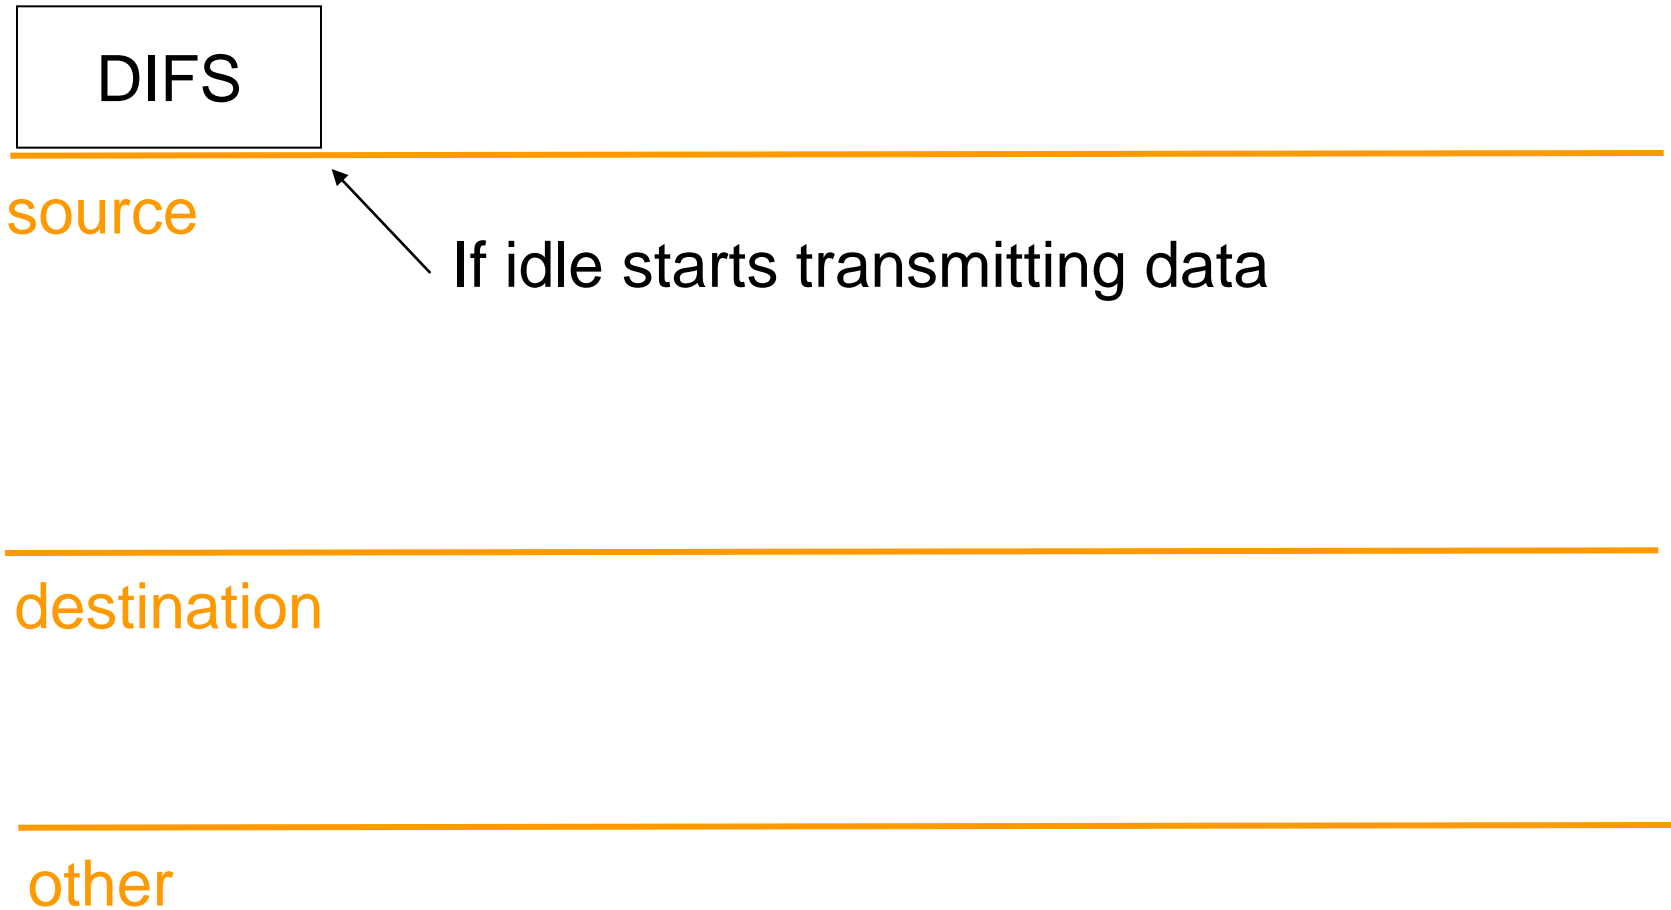 DIFS
source
If idle starts transmitting data
destination
other